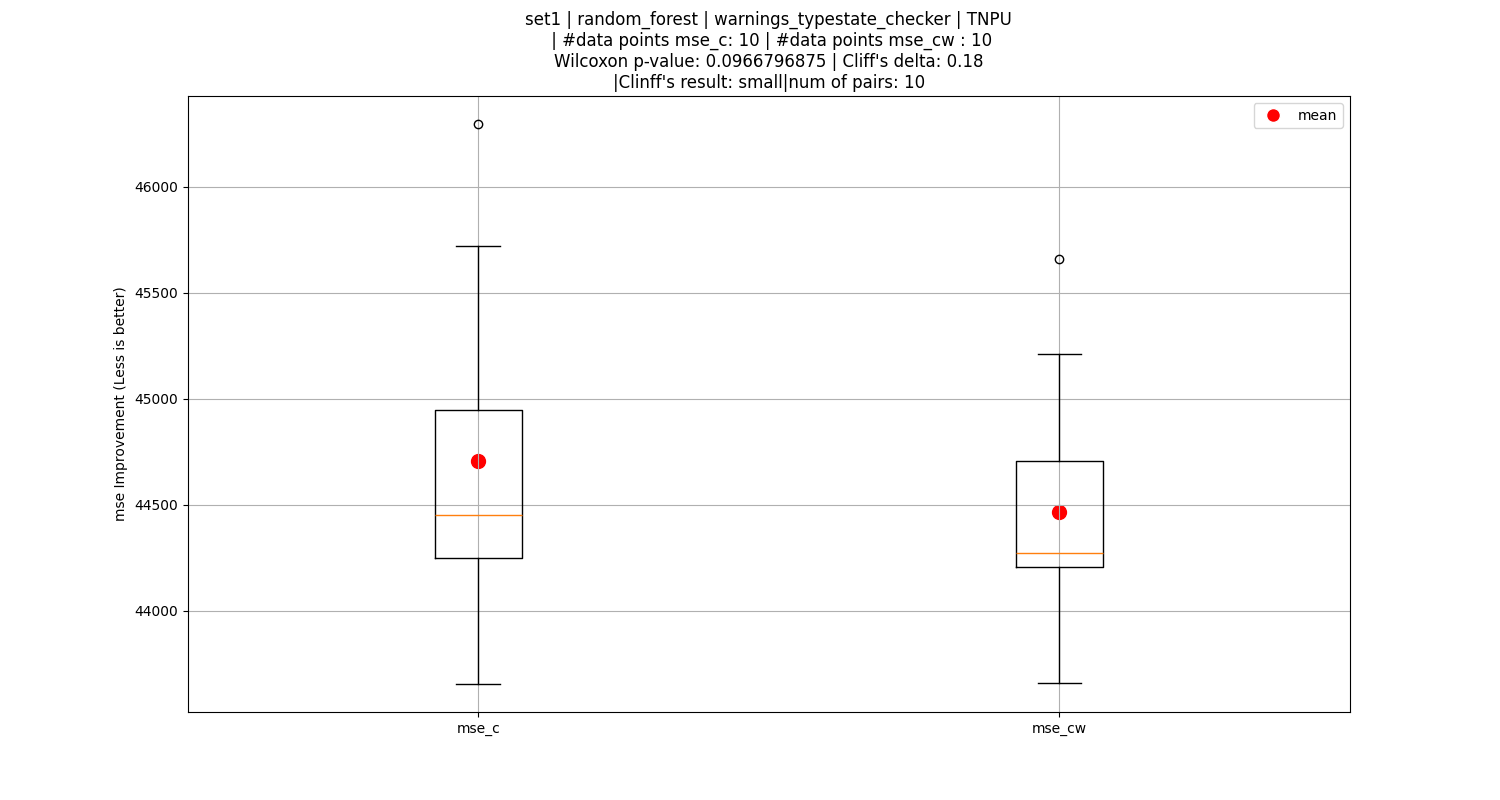 set1 | random_forest | warnings_typestate_checker | TNPU
| #data points mse_c: 10 | #data points mse_cw : 10
Wilcoxon p-value: 0.0966796875 | Cliff's delta: 0.18
|Clinff's result: small|num of pairs: 10
mean
46000
45500
45000
44500
44000
mse Improvement (Less is better)
mse_c
mse_cw